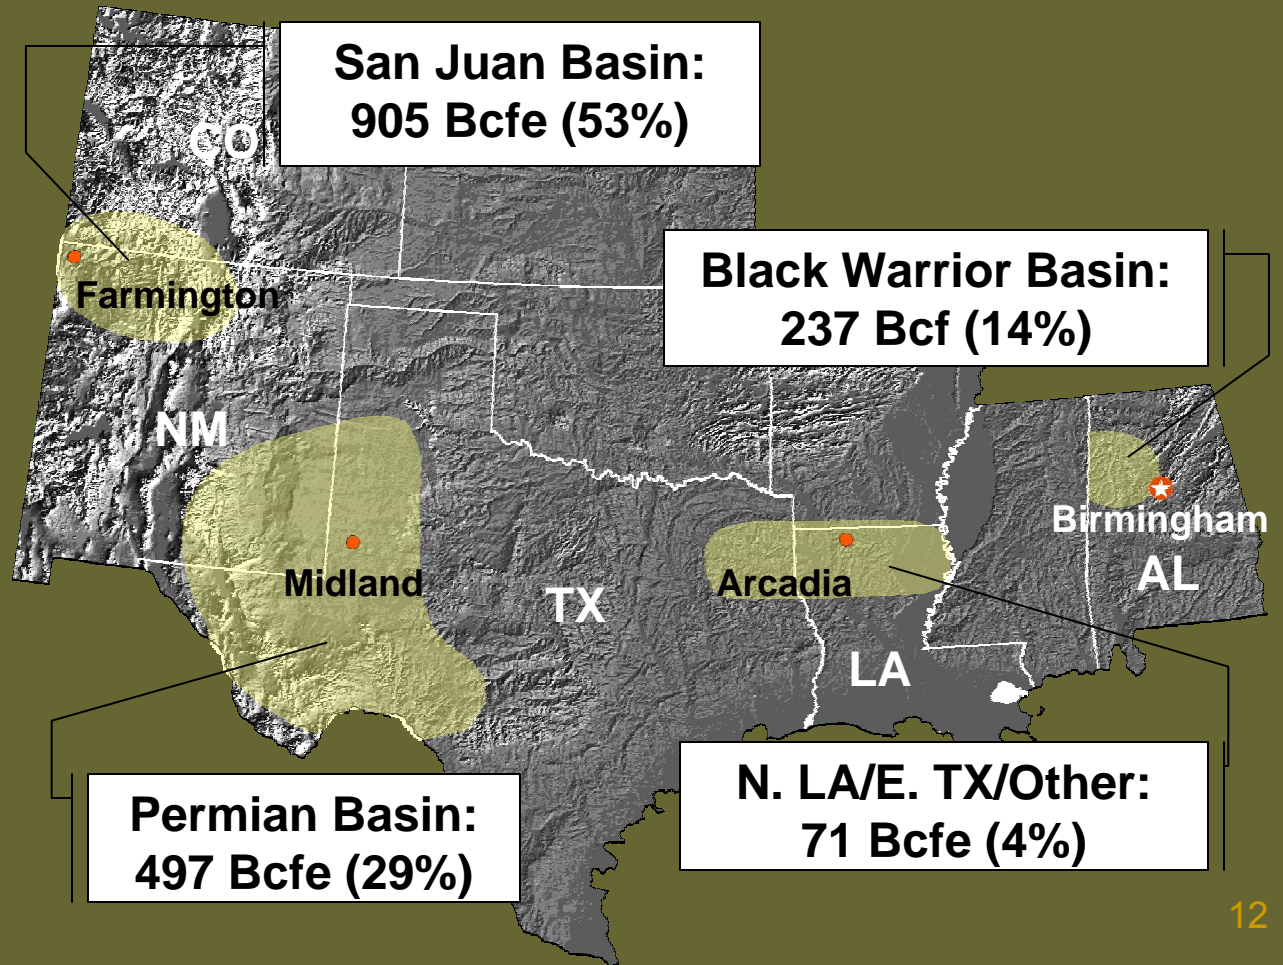 San Juan Basin:
905 Bcfe (53%)
CO
Black Warrior Basin:
237 Bcf (14%)
Farmington
NM
Birmingham
AL
Midland
TX
Arcadia
LA
N. LA/E. TX/Other:
71 Bcfe (4%)
Permian Basin:
497 Bcfe (29%)
12